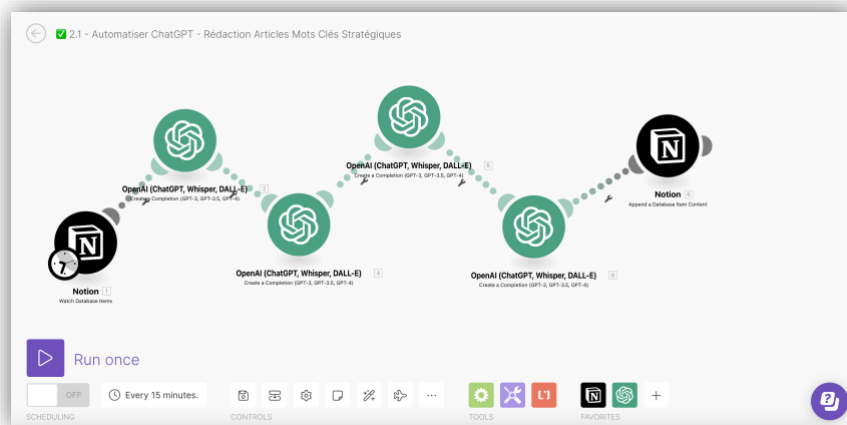 ✅ 2.1 - Automatiser ChatGPT - Rédaction Articles Mots Clés Stratégiques
OpenAI (ChatGPT, Whisper, DALL-E)
Create a Completion (GPT-3, GPT-3.5, GPT-4)
OpenAI (ChatGPT, Whisper, DALL-E)
Create a Completion (GPT-3, GPT-3.5, GPT-4)
Notion
Append a Database Item Content
OpenAI (ChatGPT, Whisper, DALL-E) 4
Create a Completion (GPT-3, GPT-3.5, GPT-4)
OpenAI (ChatGPT, Whisper, DALL-E)
Create a Completion (GPT-3, GPT-3.5, GPT-4)
Notion 1
Watch Database Items
Run once
OFF
Every 15 minutes.
SCHEDULING
CONTROLS
TOOLS
FAVORITES